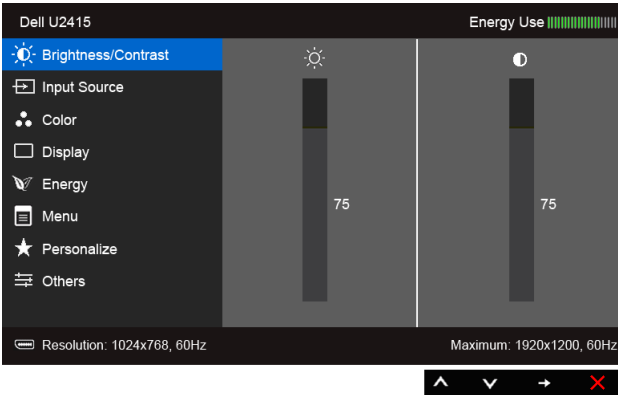 Dell U2415
Energy Use
Brightness/Contrast
Input Source
Color
Display
Energy
Menu
Personalize
Others
75
75
Resolution: 1024x768, 60Hz
Maximum: 1920x1200, 60Hz